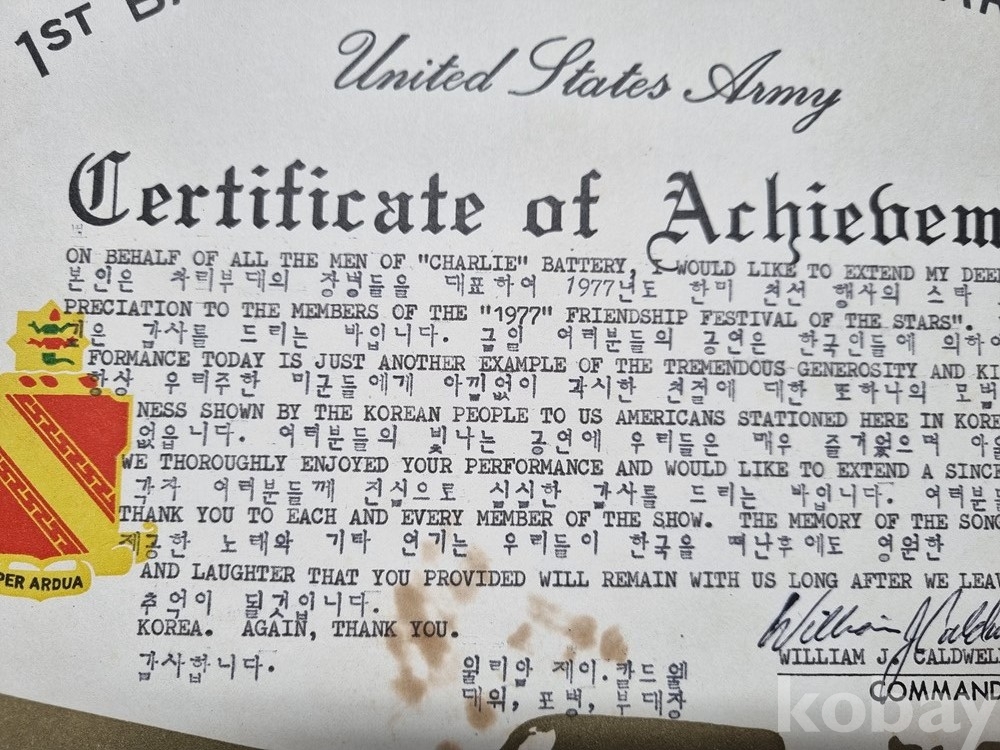 1ST
United States Army
Certificate of Achievem
ON BEHALF OF ALL THE MEN OF "CHARLIE" BATTERY, I WOULD LIKE TO EXTEND MY DEE
본인은 차리부대의 장병들을 대표하여 1977년도 한미 친선 행사의 스타
PRECIATION TO THE MEMBERS OF THE "1977" FRIENDSHIP FESTIVAL OF THE STARS".
은 감사를 드리는 바입니다. 금일 여러분들의 공연은 한국인들에 의하여
FORMANCE TODAY IS JUST ANOTHER EXAMPLE OF THE TREMENDOUS GENEROSITY AND KI
항상 우리주한 미군들에게 아낌없이 과시한 친절에 대한 또하나의 모범
NESS SHOWN BY THE KOREAN PEOPLE TO US AMERICANS STATIONED HERE IN KORE
없읍니다. 여러분들의 빛나는 공연에 우리들은 매우 즐거웠으며 아울
WE THOROUGHLY ENJOYED YOUR PERFORMANCE AND WOULD LIKE TO EXTEND A SINCE
각자 여러분들께 진심으로 심심한 감사를 드리는 바입니다. 여러분들
THANK YOU TO EACH AND EVERY MEMBER OF THE SHOW. THE MEMORY OF THE SONG
제공한 노래와 기타 연기는 우리들이 한국을 떠난후에도 영원한
PER ARDUA
AND LAUGHTER THAT YOU PROVIDED WILL REMAIN WITH US LONG AFTER WE LEAV
추억이 될것입니다.
KOREA. AGAIN, THANK YOU.
감사합니다.
윌리암 제이.칼드웰
대위, 포병, 부대장
William J Caldwe
WILLIAM J. CALDWEL
COMMAND
kobay